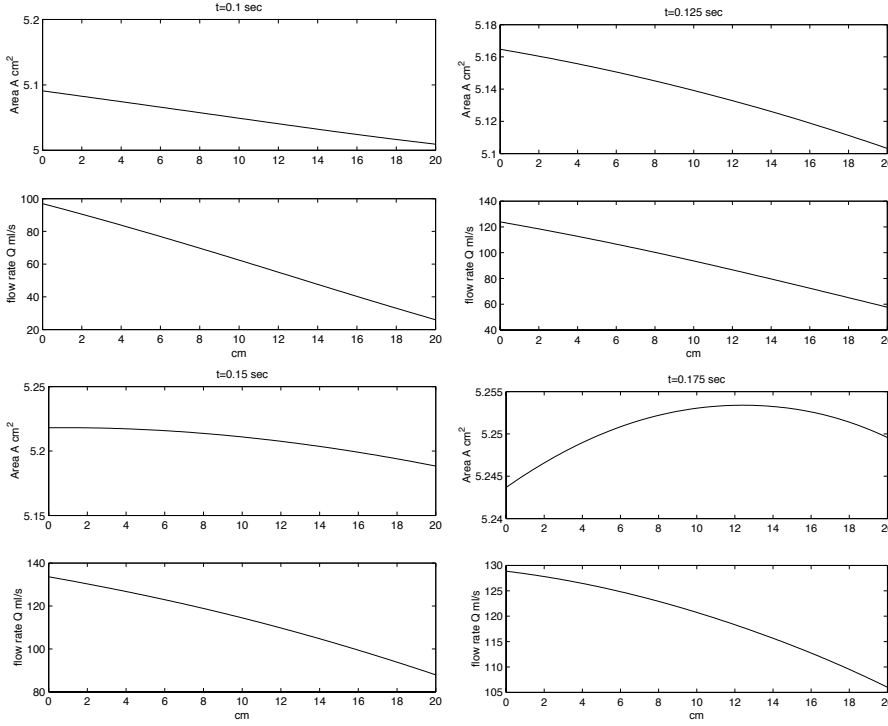 t=0.1 sec
5.2
5.1
5
Area A cm²
0 2 4 6 8 10 12 14 16 18 20
100
80
60
40
20
flow rate Q ml/s
0 2 4 6 8 10 12 14 16 18 20
cm
t=0.125 sec
5.18
5.16
5.14
5.12
5.1
Area A cm²
0 2 4 6 8 10 12 14 16 18 20
140
120
100
80
60
40
flow rate Q ml/s
0 2 4 6 8 10 12 14 16 18 20
cm
t=0.15 sec
5.25
5.2
5.15
Area A cm²
0 2 4 6 8 10 12 14 16 18 20
140
120
100
80
flow rate Q ml/s
0 2 4 6 8 10 12 14 16 18 20
cm
t=0.175 sec
5.255
5.25
5.245
5.24
Area A cm²
0 2 4 6 8 10 12 14 16 18 20
130
125
120
115
110
105
flow rate Q ml/s
0 2 4 6 8 10 12 14 16 18 20
cm